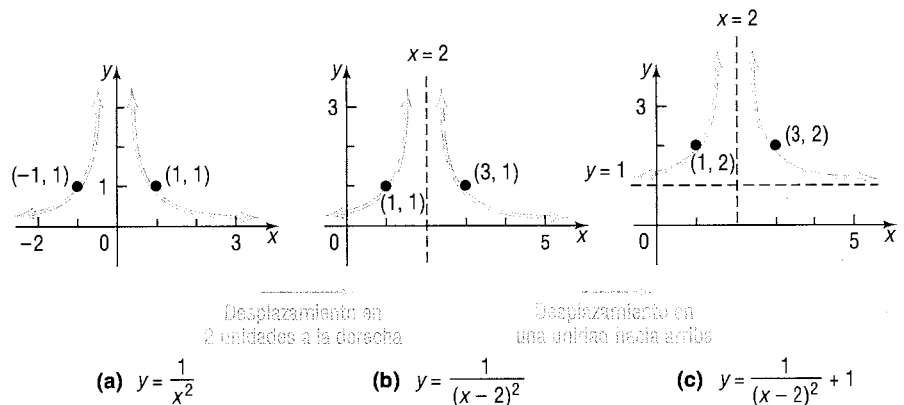 x = 2
x = 2
y
y
y
3
3
(-1, 1)
(1, 1)
1
(1, 1)
(3, 1)
y = 1
(1, 2)
(3, 2)
-2
0
3
x
0
5
x
0
5
x
Desplazamiento en
2 unidades a la derecha
Desplazamiento en
una unidad hacia arriba
(a) y = 1/x²
(b) y = 1/(x – 2)²
(c) y = 1/(x – 2)² + 1